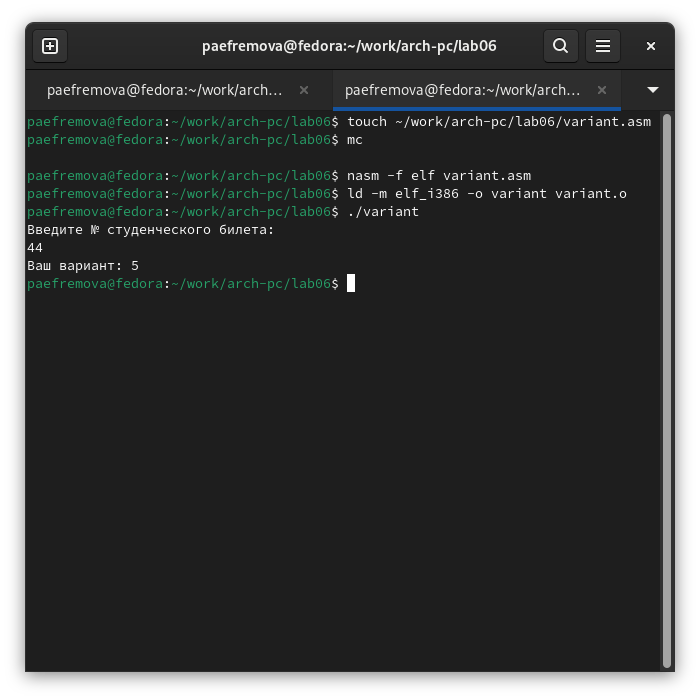 paefremova@fedora:~/work/arch-pc/lab06
paefremova@fedora:~/work/arch... paefremova@fedora:~/work/arch...
paefremova@fedora:~/work/arch-pc/lab06$ touch ~/work/arch-pc/lab06/variant.asm
paefremova@fedora:~/work/arch-pc/lab06$ mc
paefremova@fedora:~/work/arch-pc/lab06$ nasm -f elf variant.asm
paefremova@fedora:~/work/arch-pc/lab06$ ld -m elf_i386 -o variant variant.o
paefremova@fedora:~/work/arch-pc/lab06$ ./variant
Введите № студенческого билета:
44
Ваш вариант: 5
paefremova@fedora:~/work/arch-pc/lab06$